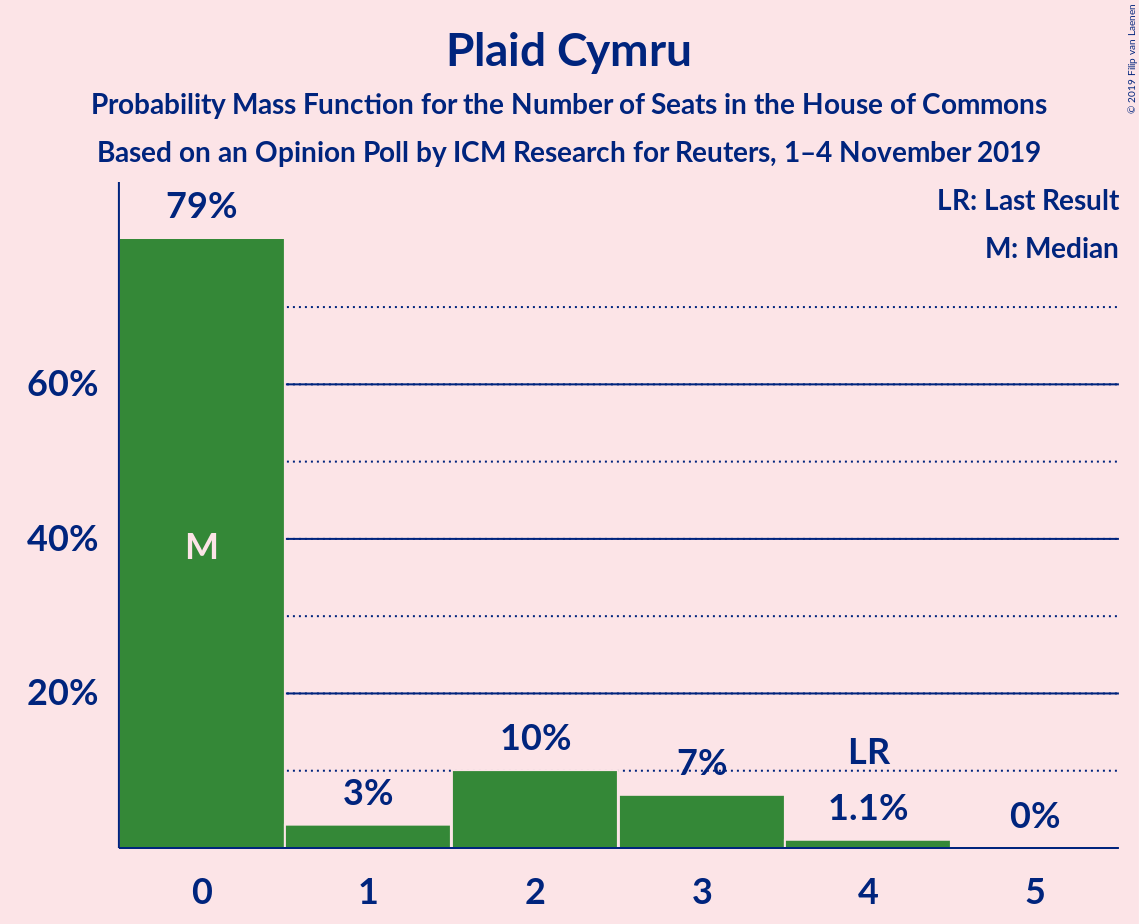 Plaid Cymru
Probability Mass Function for the Number of Seats in the House of Commons
Based on an Opinion Poll by ICM Research for Reuters, 1–4 November 2019
© 2019 Filip van Laenen
LR: Last Result
M: Median
79%
60%
40%
20%
M
3%
10%
7%
LR
1.1%
0%
0 1 2 3 4 5